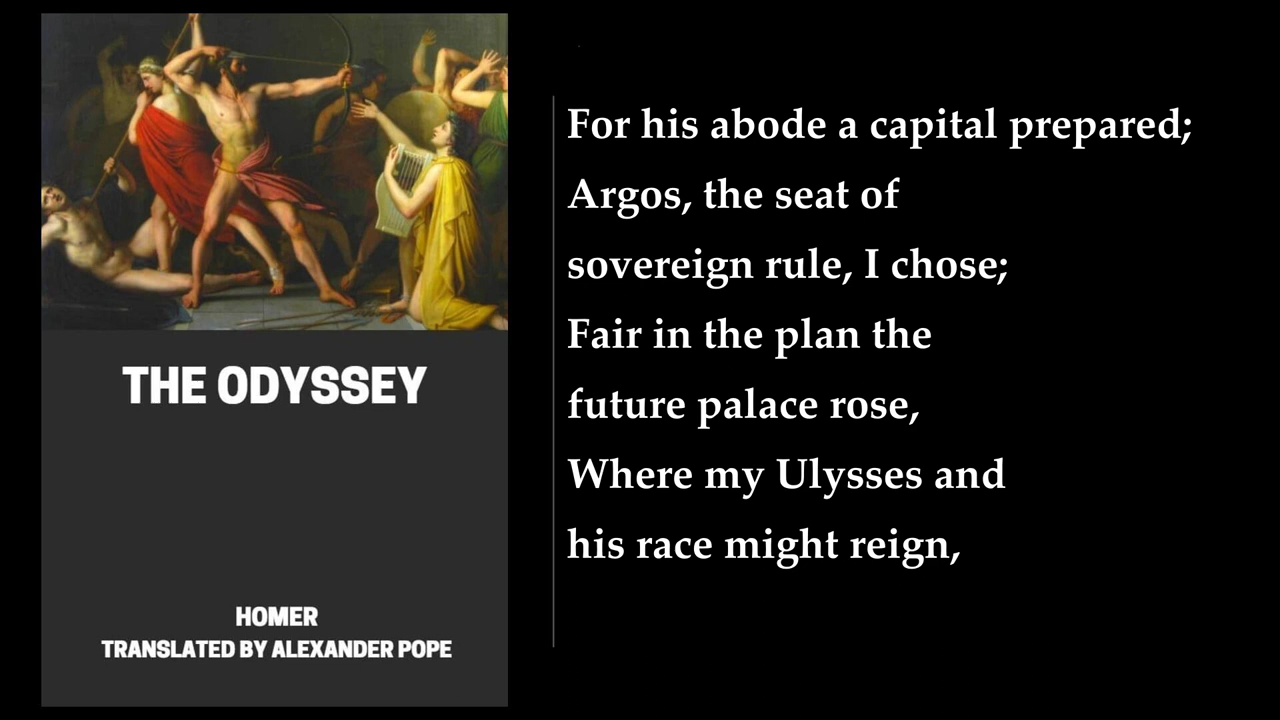 THE ODYSSEY
HOMER
TRANSLATED BY ALEXANDER POPE
For his abode a capital prepared;
Argos, the seat of
sovereign rule, I chose;
Fair in the plan the
future palace rose,
Where my Ulysses and
his race might reign,